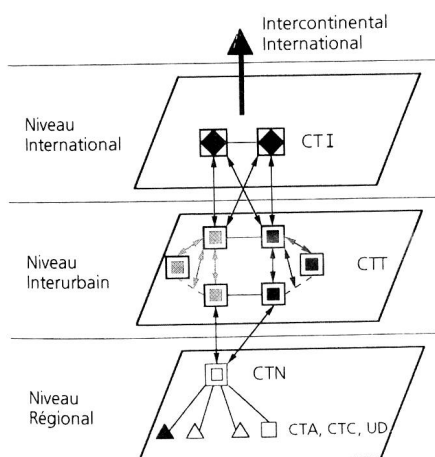 Intercontinental
International
Niveau
International
CTI
Niveau
Interurbain
CTT
CTN
Niveau
Régional
CTA, CTC, UD